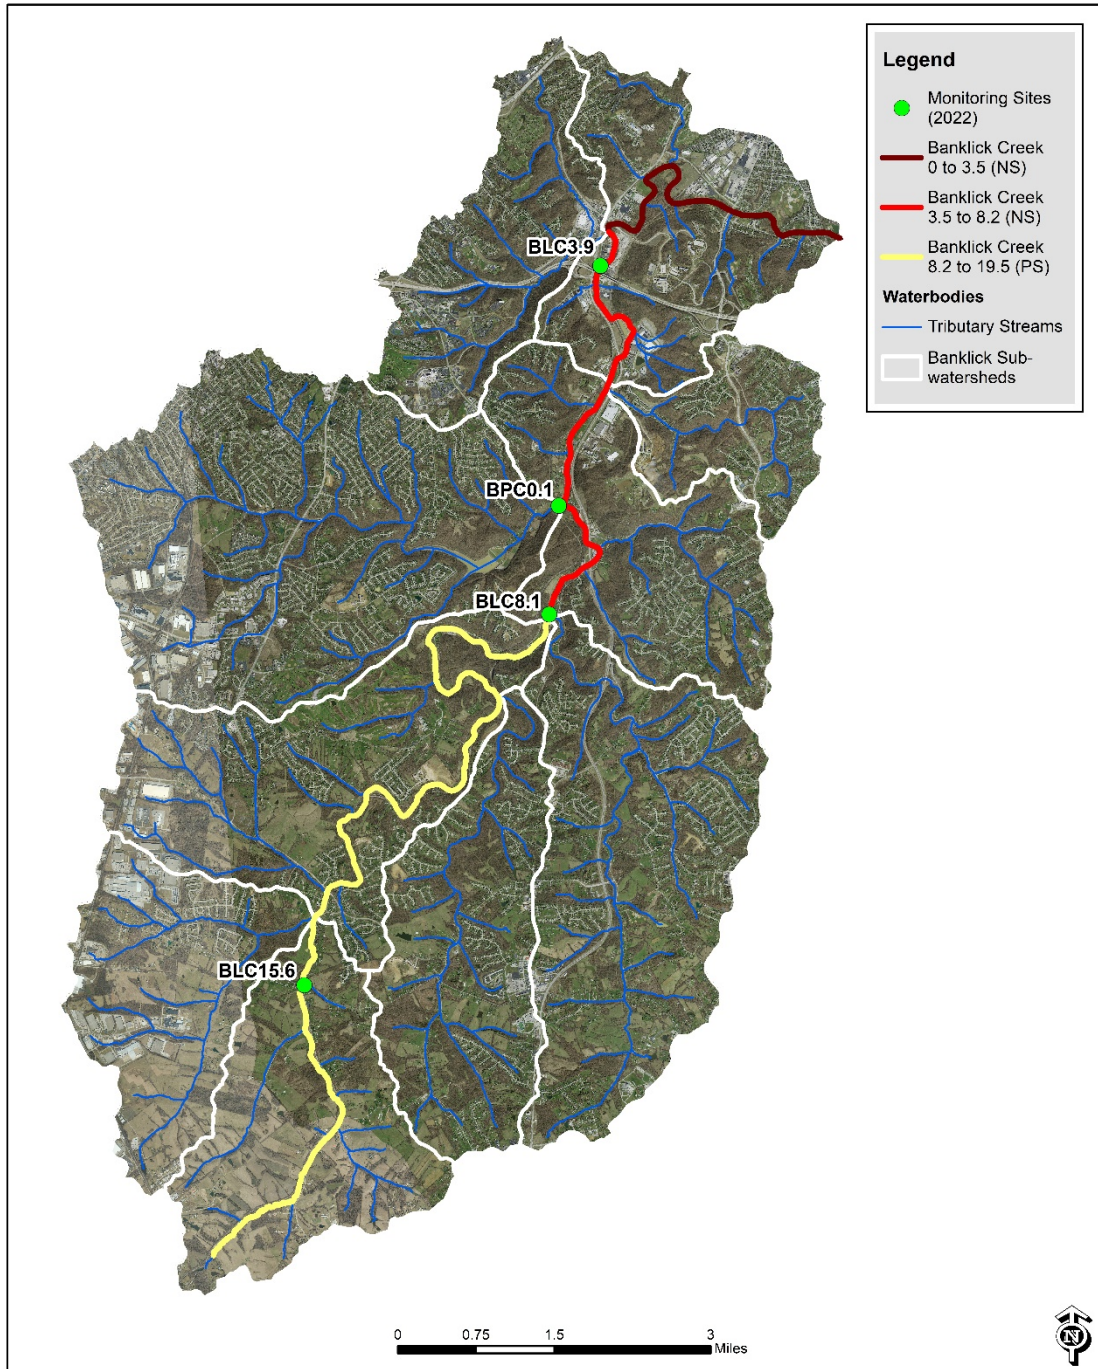 Legend
Monitoring Sites
(2022)
Banklick Creek
0 to 3.5 (NS)
Banklick Creek
3.5 to 8.2 (NS)
Banklick Creek
8.2 to 19.5 (PS)
Waterbodies
Tributary Streams
Banklick Sub-
watersheds
BLC3.9
BPC0.1
BLC8.1
BLC15.6
0 0.75 1.5 3
Miles
N